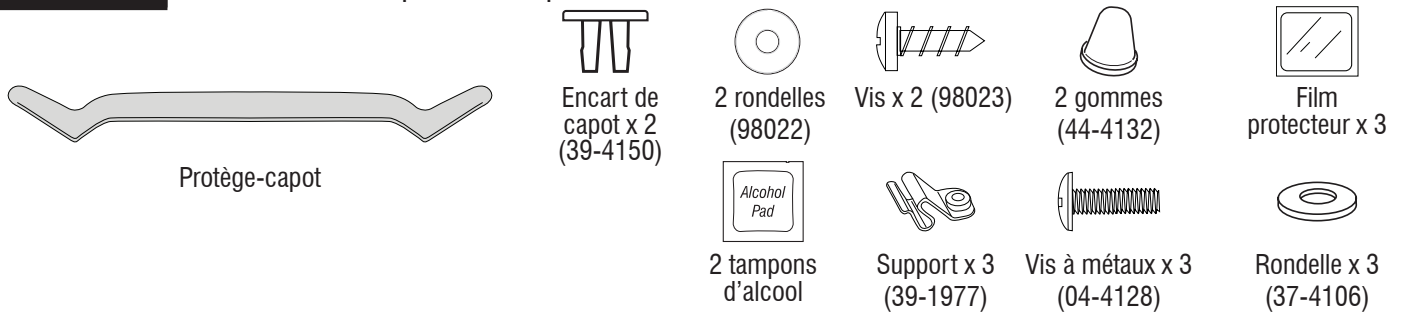 Protège-capot
Encart de
capot x 2
(39-4150)
2 rondelles
(98022)
Vis x 2 (98023)
2 gommes
(44-4132)
Film
protecteur x 3
Alcohol
Pad
2 tampons
d'alcool
Support x 3
(39-1977)
Vis à métaux x 3
(04-4128)
Rondelle x 3
(37-4106)